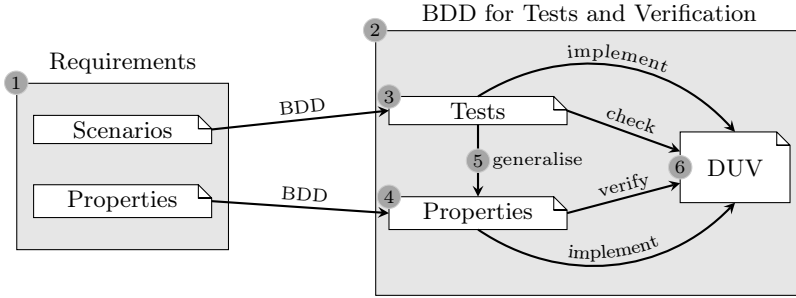 BDD for Tests and Verification
2
Requirements
1
Scenarios
Properties
BDD
BDD
3
Tests
implement
check
5
generalise
6
DUV
4
Properties
verify
implement